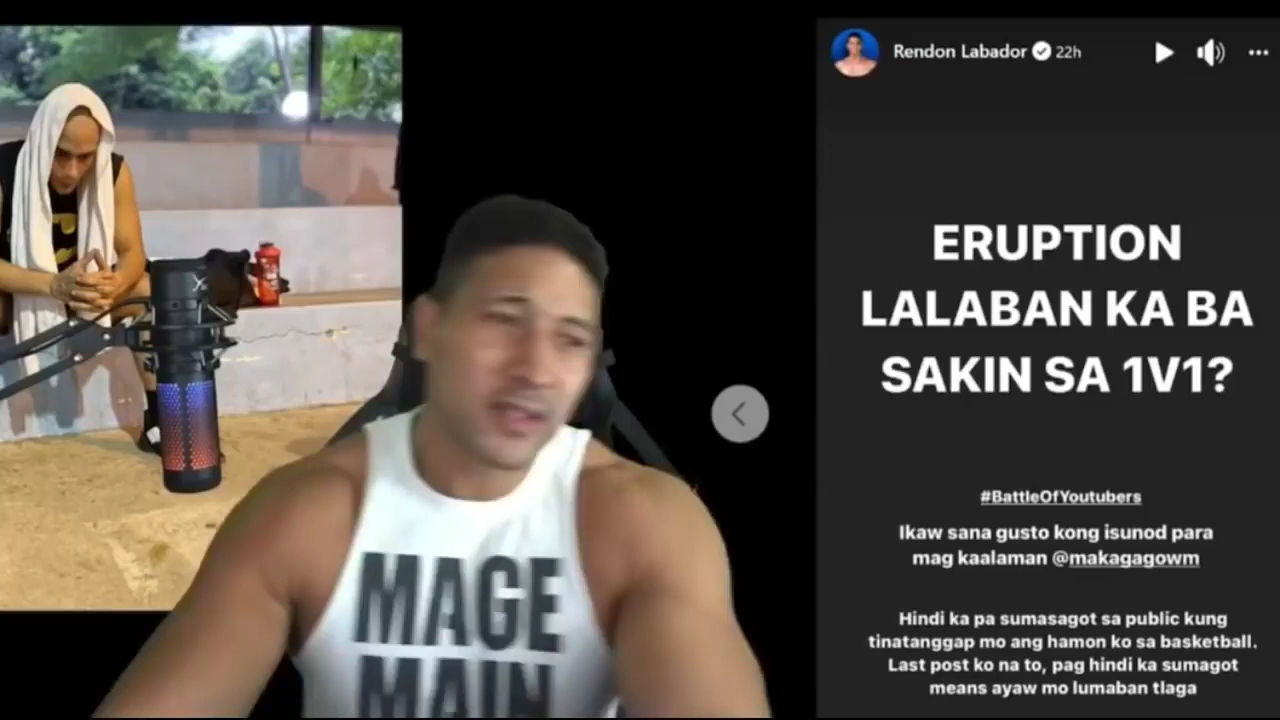 Rendon Labador 22h
ERUPTION
LALABAN KA BA
SAKIN SA 1V1?
#BattleOfYoutubers
Ikaw sana gusto kong isunod para
mag kaalaman @makagagowm
Hindi ka pa sumasagot sa public kung
tinatanggap mo ang hamon ko sa basketball.
Last post ko na to, pag hindi ka sumagot
means ayaw mo lumaban tlaga
MAGE
MAIN
X